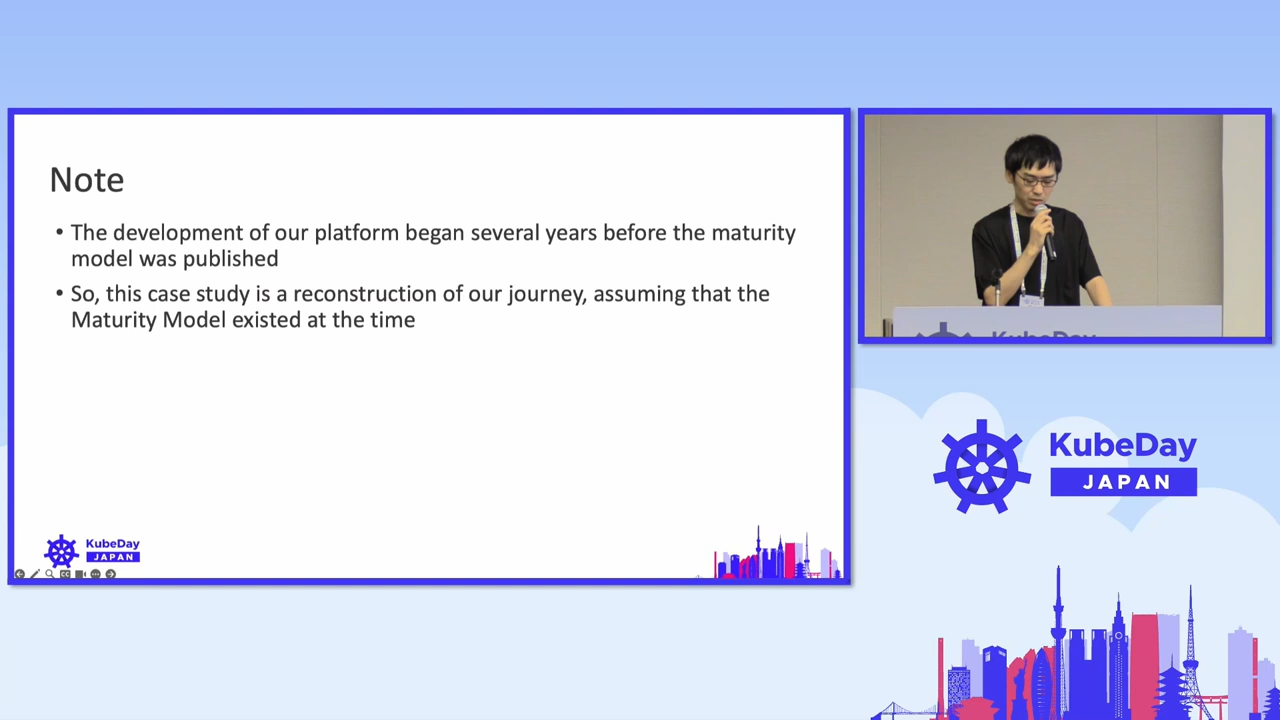 Note
• The development of our platform began several years before the maturity
model was published
• So, this case study is a reconstruction of our journey, assuming that the
Maturity Model existed at the time
KubeDay
JAPAN
KubeDay
KubeDay
JAPAN